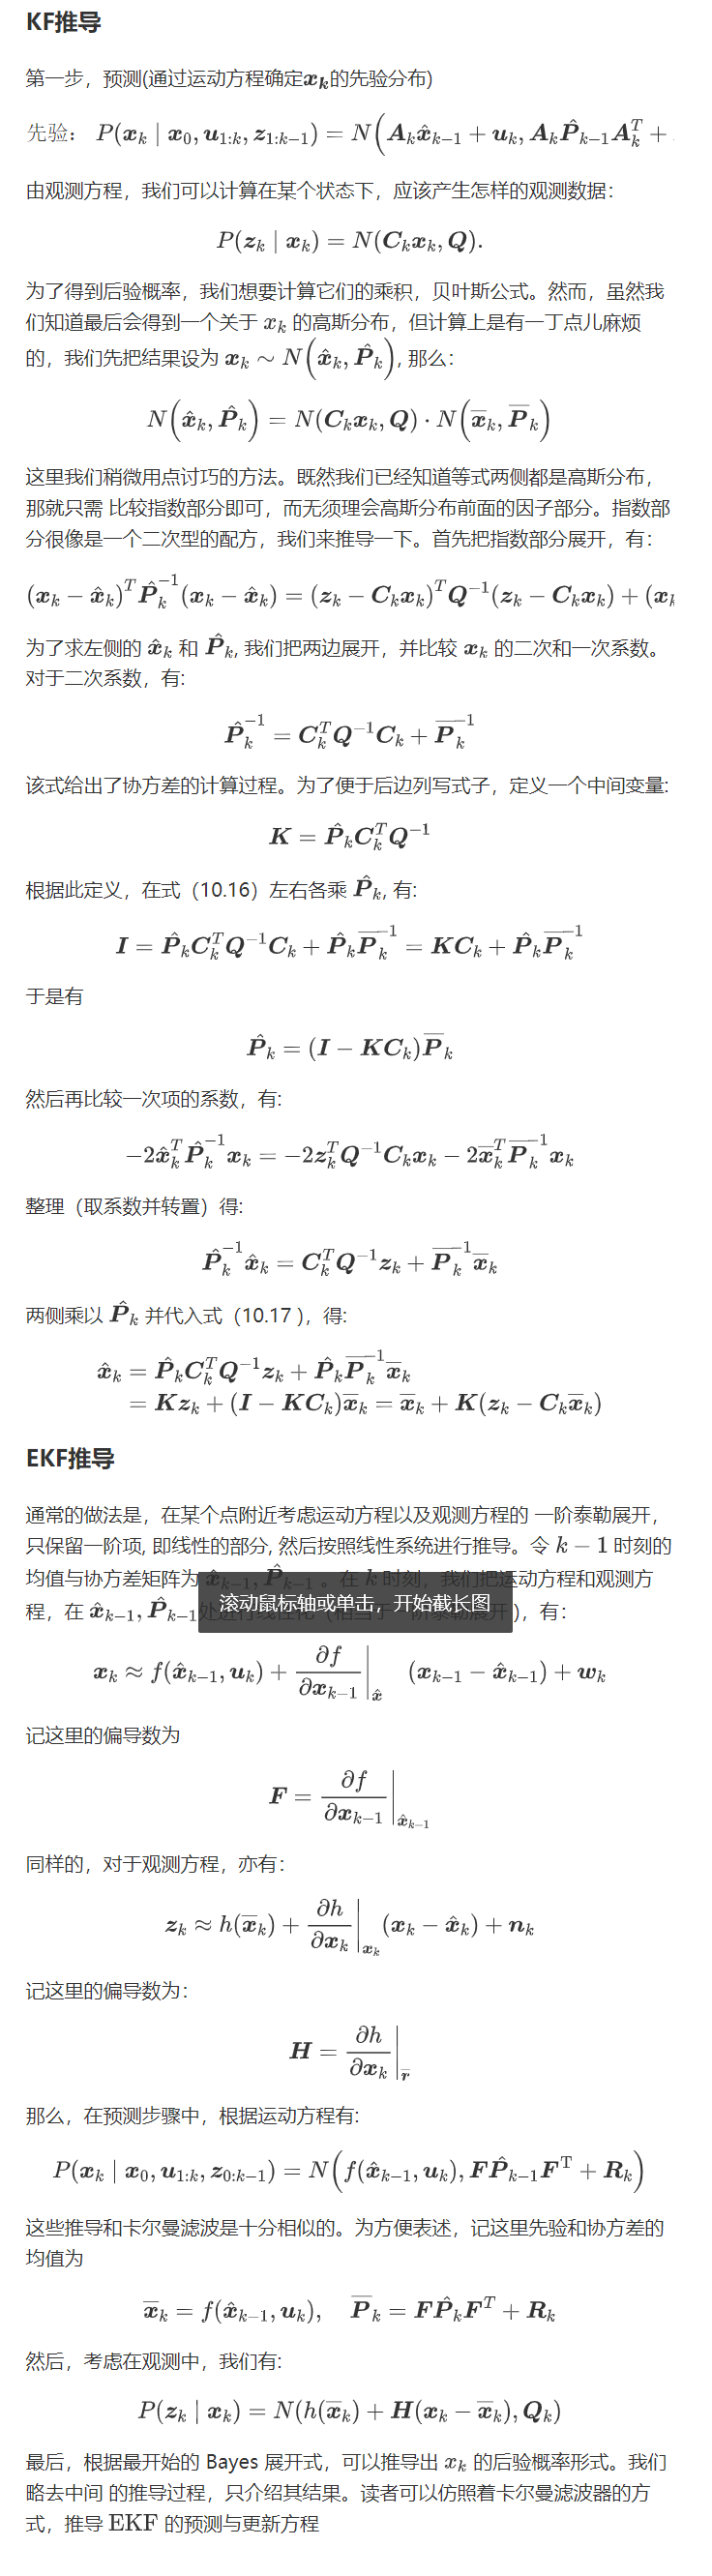 KF推导
第一步，预测(通过运动方程确定𝒙ₖ的先验分布)
先验： $P(\boldsymbol{x}_k \mid \boldsymbol{x}_0, \boldsymbol{u}_{1:k}, \boldsymbol{z}_{1:k-1}) = N\left(\boldsymbol{A}_k\hat{\boldsymbol{x}}_{k-1} + \boldsymbol{u}_k, \boldsymbol{A}_k\hat{\boldsymbol{P}}_{k-1}\boldsymbol{A}_k^T +$
由观测方程，我们可以计算在某个状态下，应该产生怎样的观测数据：
$P(\boldsymbol{z}_k \mid \boldsymbol{x}_k) = N(\boldsymbol{C}_k\boldsymbol{x}_k, \boldsymbol{Q}).$
为了得到后验概率，我们想要计算它们的乘积，贝叶斯公式。然而，虽然我
们知道最后会得到一个关于 $x_k$ 的高斯分布，但计算上是有一丁点儿麻烦
的，我们先把结果设为 $\boldsymbol{x}_k \sim N\left(\hat{\boldsymbol{x}}_k, \hat{\boldsymbol{P}}_k\right)$, 那么：
$N\left(\hat{\boldsymbol{x}}_k, \hat{\boldsymbol{P}}_k\right) = N(\boldsymbol{C}_k\boldsymbol{x}_k, \boldsymbol{Q}) \cdot N\left(\overline{\boldsymbol{x}}_k, \overline{\boldsymbol{P}}_k\right)$
这里我们稍微用点讨巧的方法。既然我们已经知道等式两侧都是高斯分布，
那就只需 比较指数部分即可，而无须理会高斯分布前面的因子部分。指数部
分很像是一个二次型的配方，我们来推导一下。首先把指数部分展开，有：
$(\boldsymbol{x}_k - \hat{\boldsymbol{x}}_k)^T\hat{\boldsymbol{P}}_k^{-1}(\boldsymbol{x}_k - \hat{\boldsymbol{x}}_k) = (\boldsymbol{z}_k - \boldsymbol{C}_k\boldsymbol{x}_k)^T\boldsymbol{Q}^{-1}(\boldsymbol{z}_k - \boldsymbol{C}_k\boldsymbol{x}_k) + (\boldsymbol{x}_k$
为了求左侧的 $\hat{\boldsymbol{x}}_k$ 和 $\hat{\boldsymbol{P}}_k$, 我们把两边展开，并比较 $\boldsymbol{x}_k$ 的二次和一次系数。
对于二次系数，有:
$\hat{\boldsymbol{P}}_k^{-1} = \boldsymbol{C}_k^T\boldsymbol{Q}^{-1}\boldsymbol{C}_k + \overline{\boldsymbol{P}}_k^{-1}$
该式给出了协方差的计算过程。为了便于后边列写式子，定义一个中间变量:
$\boldsymbol{K} = \hat{\boldsymbol{P}}_k\boldsymbol{C}_k^T\boldsymbol{Q}^{-1}$
根据此定义，在式（10.16）左右各乘 $\hat{\boldsymbol{P}}_k$, 有:
$\boldsymbol{I} = \hat{\boldsymbol{P}}_k\boldsymbol{C}_k^T\boldsymbol{Q}^{-1}\boldsymbol{C}_k + \hat{\boldsymbol{P}}_k\overline{\boldsymbol{P}}_k^{-1} = \boldsymbol{K}\boldsymbol{C}_k + \hat{\boldsymbol{P}}_k\overline{\boldsymbol{P}}_k^{-1}$
于是有
$\hat{\boldsymbol{P}}_k = (\boldsymbol{I} - \boldsymbol{K}\boldsymbol{C}_k)\overline{\boldsymbol{P}}_k$
然后再比较一次项的系数，有:
$-2\hat{\boldsymbol{x}}_k^T\hat{\boldsymbol{P}}_k^{-1}\boldsymbol{x}_k = -2\boldsymbol{z}_k^T\boldsymbol{Q}^{-1}\boldsymbol{C}_k\boldsymbol{x}_k - 2\overline{\boldsymbol{x}}_k^T\overline{\boldsymbol{P}}_k^{-1}\boldsymbol{x}_k$
整理（取系数并转置）得:
$\hat{\boldsymbol{P}}_k^{-1}\hat{\boldsymbol{x}}_k = \boldsymbol{C}_k^T\boldsymbol{Q}^{-1}\boldsymbol{z}_k + \overline{\boldsymbol{P}}_k^{-1}\overline{\boldsymbol{x}}_k$
两侧乘以 $\hat{\boldsymbol{P}}_k$ 并代入式（10.17 ），得:
$\hat{\boldsymbol{x}}_k = \hat{\boldsymbol{P}}_k\boldsymbol{C}_k^T\boldsymbol{Q}^{-1}\boldsymbol{z}_k + \hat{\boldsymbol{P}}_k\overline{\boldsymbol{P}}_k^{-1}\overline{\boldsymbol{x}}_k$
$= \boldsymbol{K}\boldsymbol{z}_k + (\boldsymbol{I} - \boldsymbol{K}\boldsymbol{C}_k)\overline{\boldsymbol{x}}_k = \overline{\boldsymbol{x}}_k + \boldsymbol{K}(\boldsymbol{z}_k - \boldsymbol{C}_k\overline{\boldsymbol{x}}_k)$
EKF推导
通常的做法是，在某个点附近考虑运动方程以及观测方程的 一阶泰勒展开，
只保留一阶项, 即线性的部分, 然后按照线性系统进行推导。令 $k-1$ 时刻的
均值与协方差矩阵为 $\hat{\boldsymbol{x}}_{k-1}, \hat{\boldsymbol{P}}_{k-1}$ 。在 $k$ 时刻，我们把运动方程和观测方
程，在 $\hat{\boldsymbol{x}}_{k-1}, \hat{\boldsymbol{P}}_{k-1}$处进行线性化（相当于一阶泰勒展开），有：
滚动鼠标轴或单击，开始截长图
$\boldsymbol{x}_k \approx f(\hat{\boldsymbol{x}}_{k-1}, \boldsymbol{u}_k) + \left.\frac{\partial f}{\partial \boldsymbol{x}_{k-1}}\right|_{\hat{\boldsymbol{x}}} (\boldsymbol{x}_{k-1} - \hat{\boldsymbol{x}}_{k-1}) + \boldsymbol{w}_k$
记这里的偏导数为
$\boldsymbol{F} = \left.\frac{\partial f}{\partial \boldsymbol{x}_{k-1}}\right|_{\hat{\boldsymbol{x}}_{k-1}}$
同样的，对于观测方程，亦有：
$\boldsymbol{z}_k \approx h(\overline{\boldsymbol{x}}_k) + \left.\frac{\partial h}{\partial \boldsymbol{x}_k}\right|_{\boldsymbol{x}_k}(\boldsymbol{x}_k - \hat{\boldsymbol{x}}_k) + \boldsymbol{n}_k$
记这里的偏导数为：
$\boldsymbol{H} = \left.\frac{\partial h}{\partial \boldsymbol{x}_k}\right|$
那么，在预测步骤中，根据运动方程有:
$P(\boldsymbol{x}_k \mid \boldsymbol{x}_0, \boldsymbol{u}_{1:k}, \boldsymbol{z}_{0:k-1}) = N\left(f(\hat{\boldsymbol{x}}_{k-1}, \boldsymbol{u}_k), \boldsymbol{F}\hat{\boldsymbol{P}}_{k-1}\boldsymbol{F}^{\mathrm{T}} + \boldsymbol{R}_k\right)$
这些推导和卡尔曼滤波是十分相似的。为方便表述，记这里先验和协方差的
均值为
$\overline{\boldsymbol{x}}_k = f(\hat{\boldsymbol{x}}_{k-1}, \boldsymbol{u}_k), \quad \overline{\boldsymbol{P}}_k = \boldsymbol{F}\hat{\boldsymbol{P}}_k\boldsymbol{F}^T + \boldsymbol{R}_k$
然后，考虑在观测中，我们有:
$P(\boldsymbol{z}_k \mid \boldsymbol{x}_k) = N(h(\overline{\boldsymbol{x}}_k) + \boldsymbol{H}(\boldsymbol{x}_k - \overline{\boldsymbol{x}}_k), \boldsymbol{Q}_k)$
最后，根据最开始的 Bayes 展开式，可以推导出 $x_k$ 的后验概率形式。我们
略去中间 的推导过程，只介绍其结果。读者可以仿照着卡尔曼滤波器的方
式，推导 EKF 的预测与更新方程